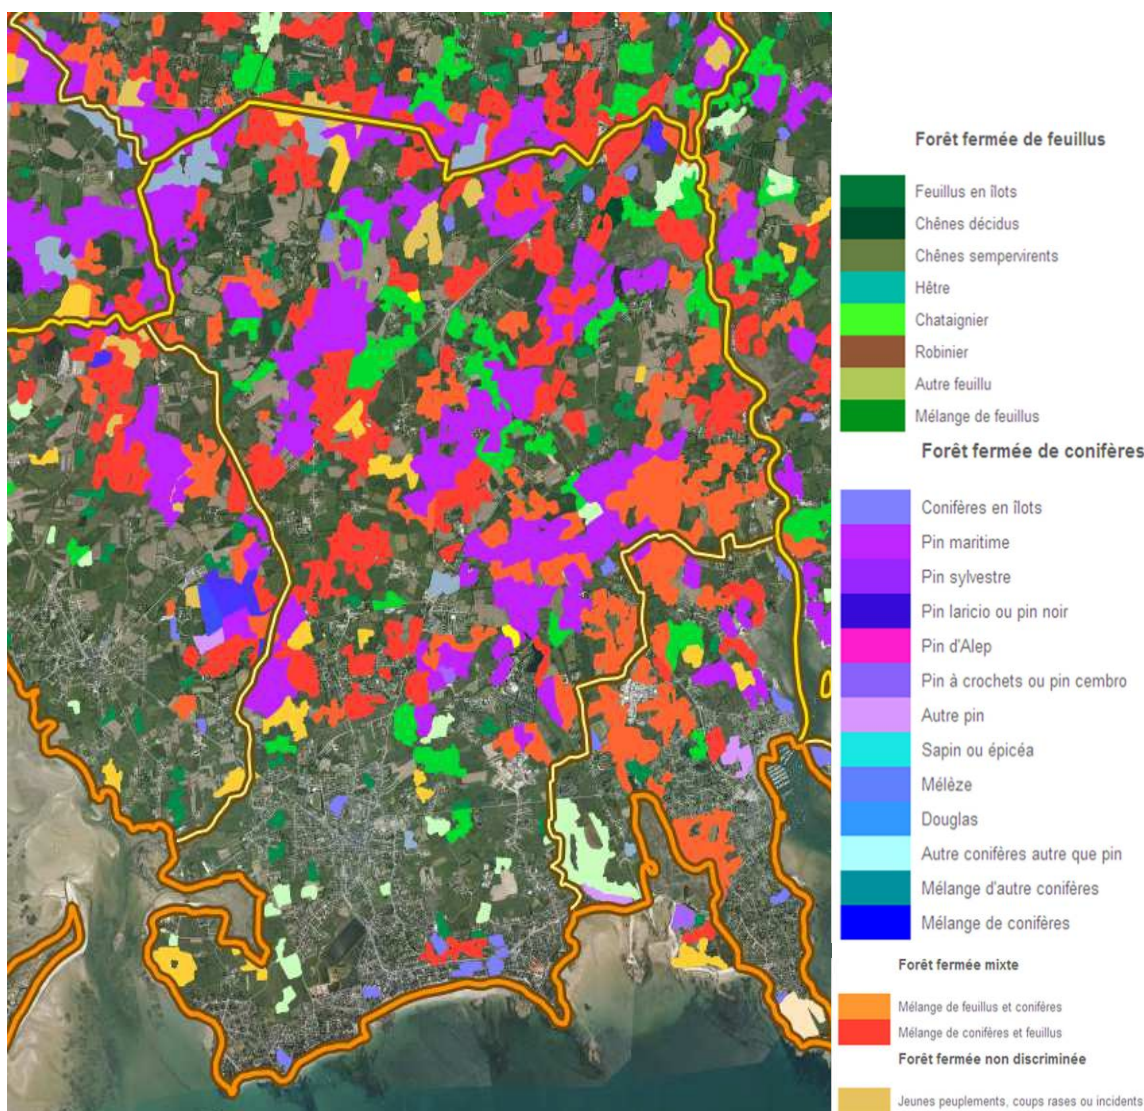 Forêt fermée de feuillus
Feuillus en îlots
Chênes décidus
Chênes sempervirents
Hêtre
Chataignier
Robinier
Autre feuillu
Mélange de feuillus
Forêt fermée de conifères
Conifères en îlots
Pin maritime
Pin sylvestre
Pin laricio ou pin noir
Pin d'Alep
Pin à crochets ou pin cembro
Autre pin
Sapin ou épicéa
Mélèze
Douglas
Autre conifères autre que pin
Mélange d'autre conifères
Mélange de conifères
Forêt fermée mixte
Mélange de feuillus et conifères
Mélange de conifères et feuillus
Forêt fermée non discriminée
Jeunes peuplements, coups rases ou incidents